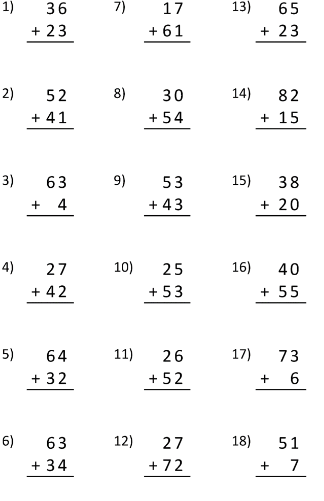 1) 36 7) 17 13) 65
+ 23 + 61 + 23
2) 52 8) 30 14) 82
+ 41 + 54 + 15
3) 63 9) 53 15) 38
+ 4 + 43 + 20
4) 27 10) 25 16) 40
+ 42 + 53 + 55
5) 64 11) 26 17) 73
+ 32 + 52 + 6
6) 63 12) 27 18) 51
+ 34 + 72 + 7